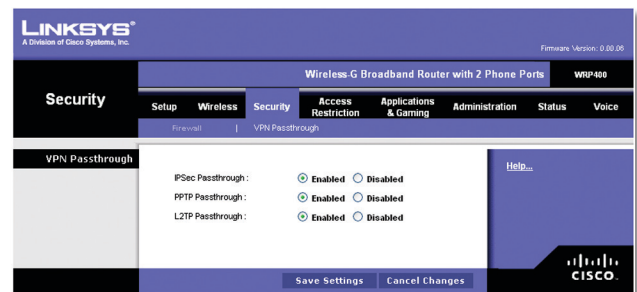 LINKSYS®
A Division of Cisco Systems, Inc.
Firmware Version: 0.00.06
Wireless-G Broadband Router with 2 Phone Ports WRP400
Security
Setup Wireless Security Access Restriction Applications & Gaming Administration Status Voice
Firewall | VPN Passthrough
VPN Passthrough
IPSec Passthrough : Enabled Disabled
PPTP Passthrough : Enabled Disabled
L2TP Passthrough : Enabled Disabled
Help...
Save Settings Cancel Changes
CISCO.